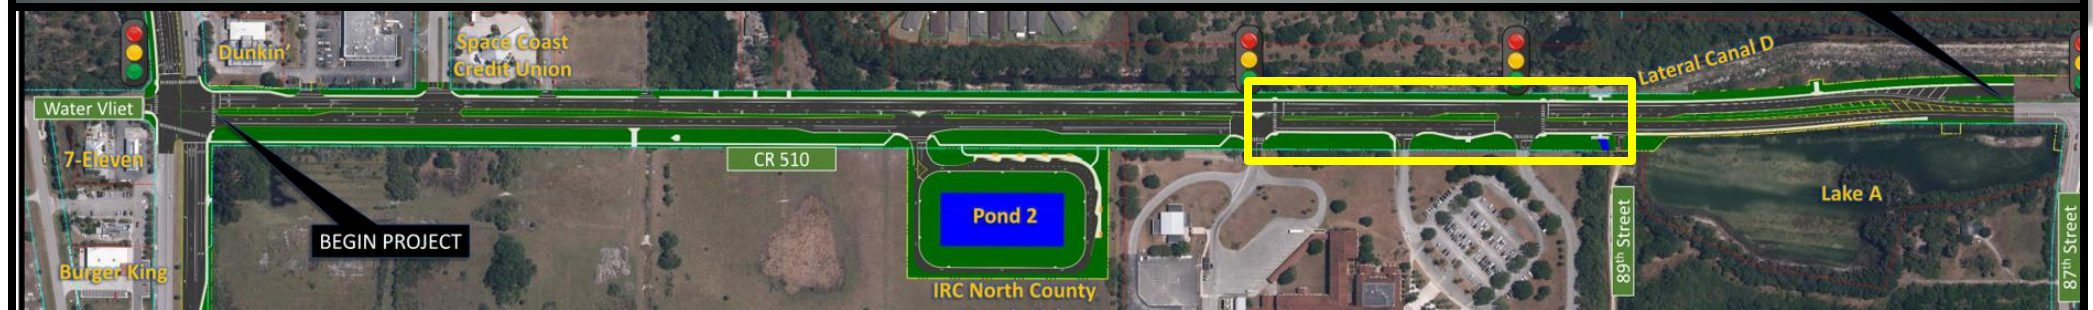 Dunkin'
Space Coast
Credit Union
Lateral Canal D
Water Vliet
7-Eleven
CR 510
Pond 2
Lake A
BEGIN PROJECT
89th Street
87th Street
Burger King
IRC North County